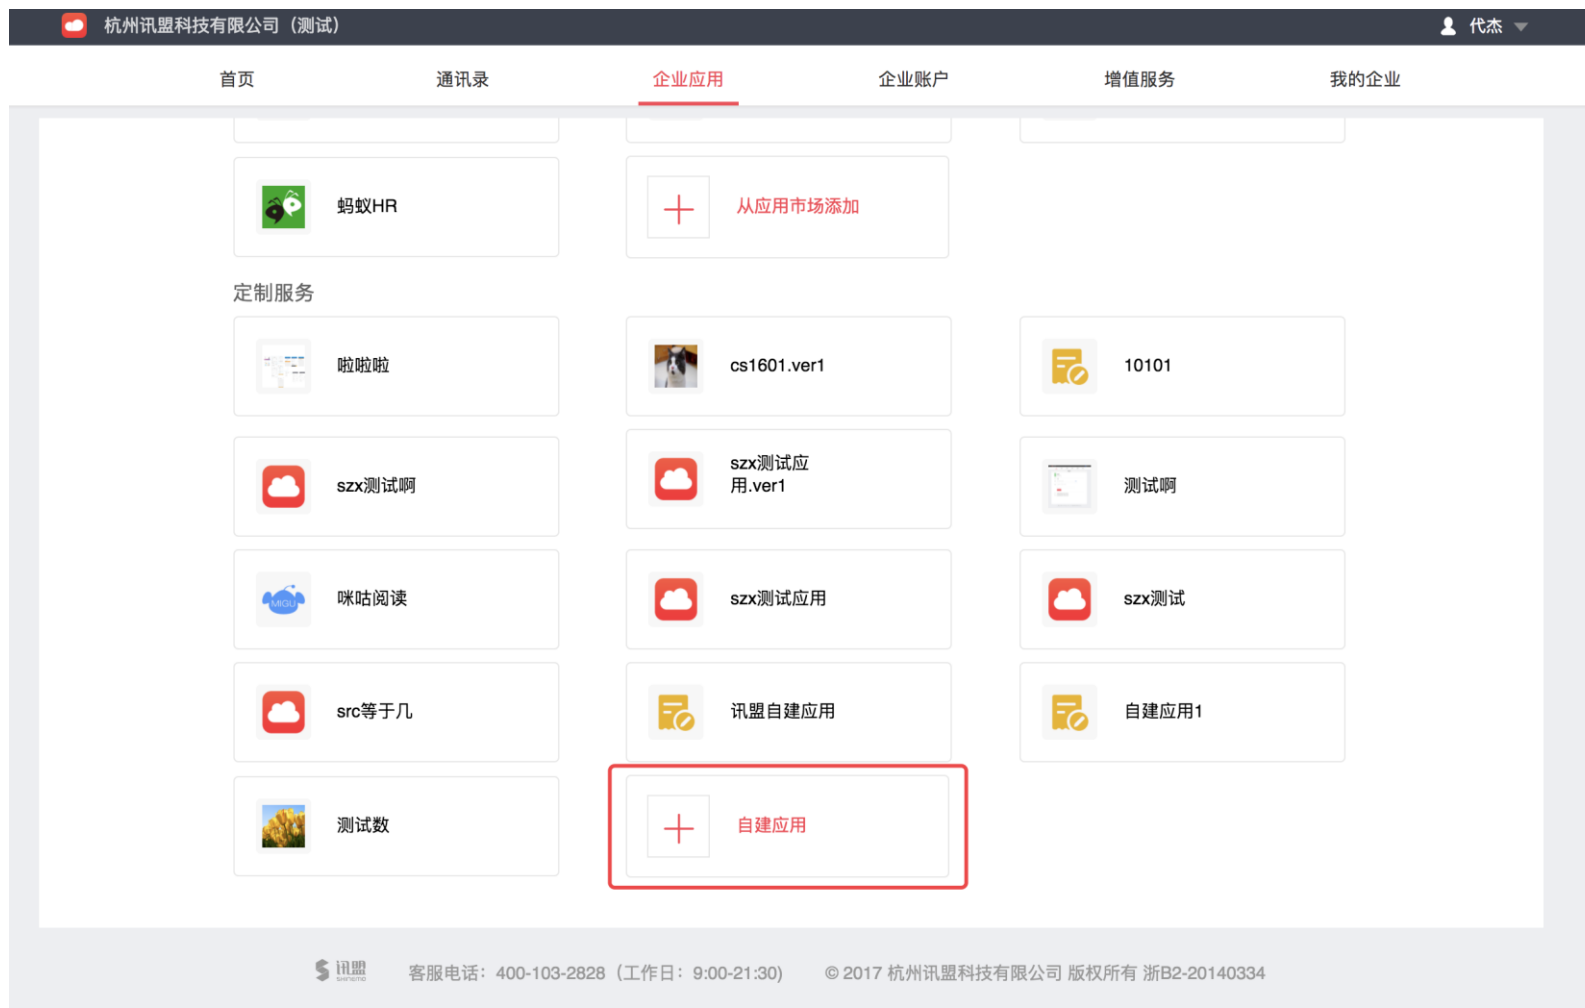 杭州讯盟科技有限公司（测试）
代杰
首页
通讯录
企业应用
企业账户
增值服务
我的企业
蚂蚁HR
从应用市场添加
定制服务
啦啦啦
cs1601.ver1
10101
szx测试啊
szx测试应
用.ver1
测试啊
MIGU
咪咕阅读
szx测试应用
szx测试
src等于几
讯盟自建应用
自建应用1
测试数
自建应用
讯盟
客服电话：400-103-2828（工作日：9:00-21:30)
© 2017 杭州讯盟科技有限公司 版权所有 浙B2-20140334